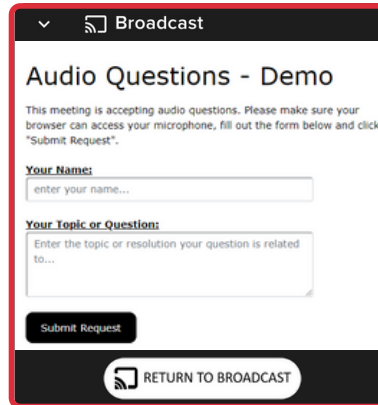 Broadcast
Audio Questions - Demo
This meeting is accepting audio questions. Please make sure your
browser can access your microphone, fill out the form below and click
"Submit Request".
Your Name:
enter your name...
Your Topic or Question:
Enter the topic or resolution your question is related
to...
Submit Request
RETURN TO BROADCAST